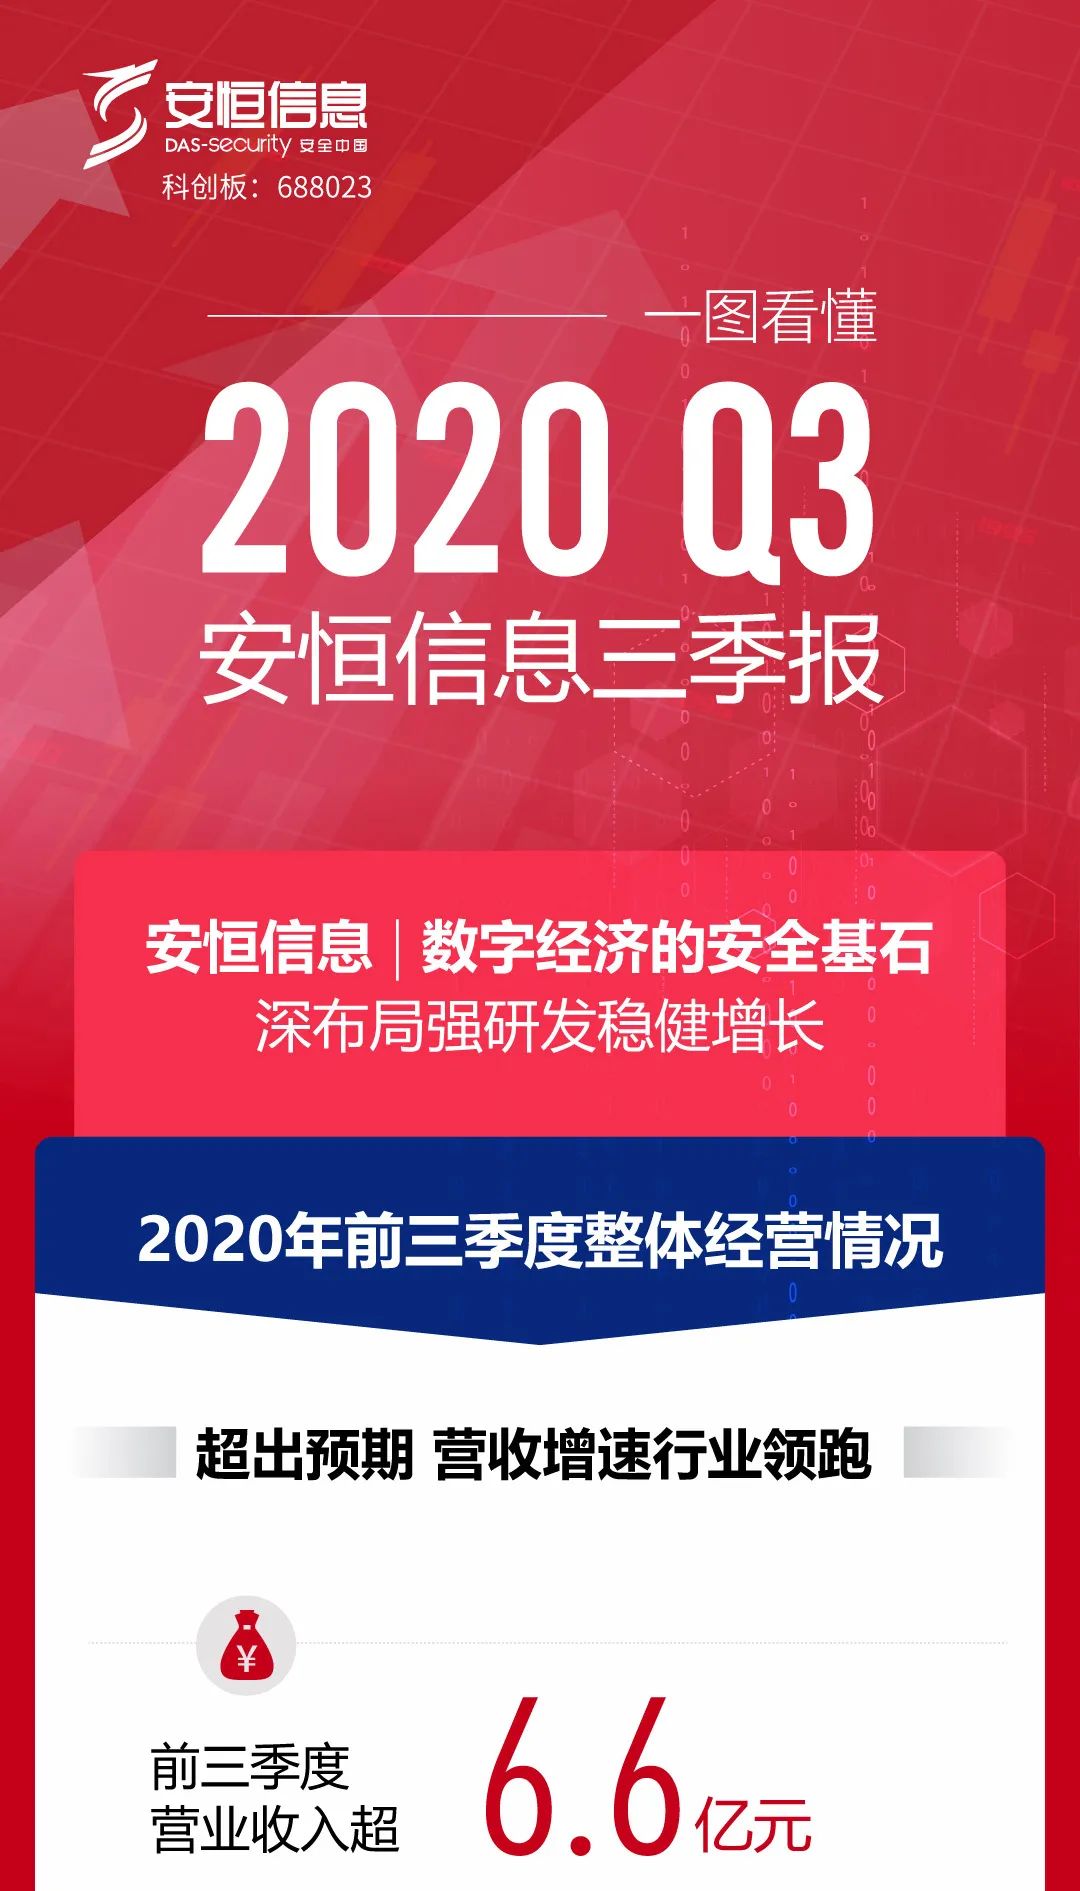 安恒信息
DAS-security 安全中国
科创板：688023
一图看懂
2020 Q3
安恒信息三季报
安恒信息｜数字经济的安全基石
深布局强研发稳健增长
2020年前三季度整体经营情况
超出预期 营收增速行业领跑
¥
前三季度
营业收入超
6.6亿元